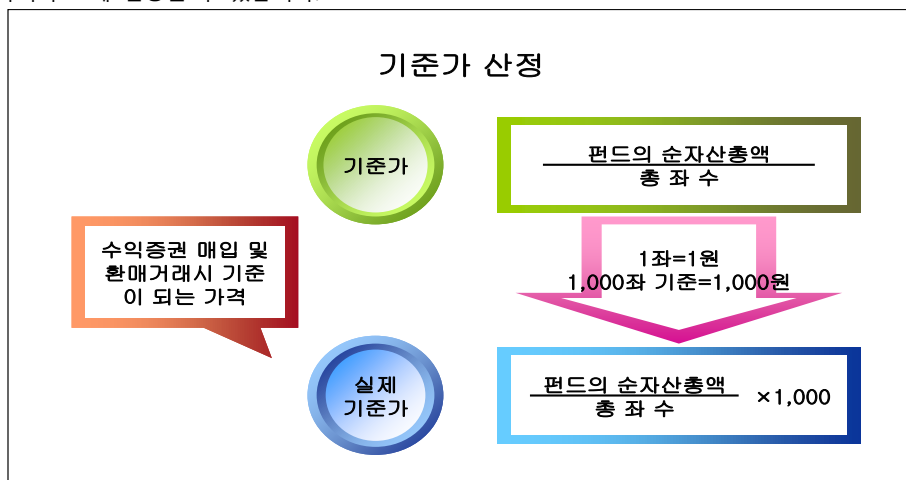 기준가 산정
기준가
펀드의 순자산총액
총 좌 수
수익증권 매입 및
환매거래시 기준
이 되는 가격
1좌=1원
1,000좌 기준=1,000원
실제
기준가
펀드의 순자산총액
총 좌 수
×1,000